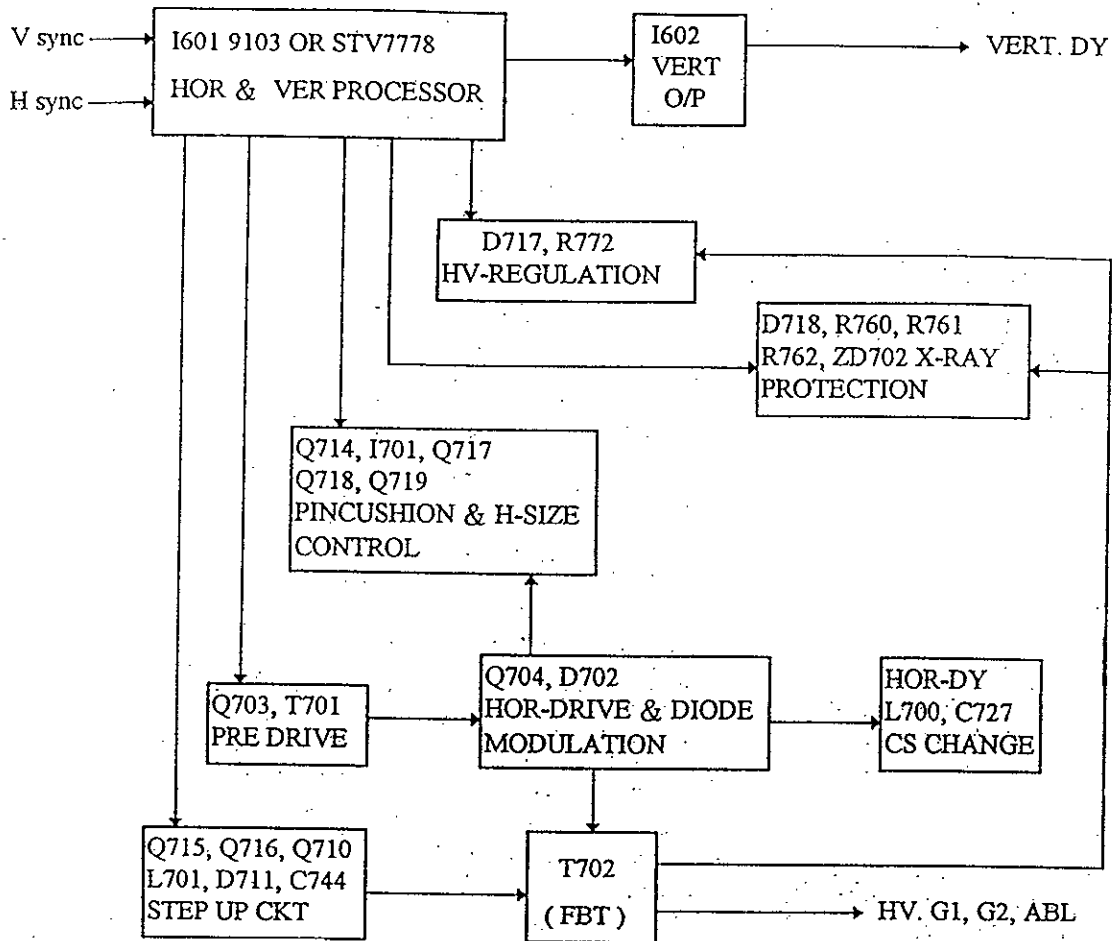 V sync
H sync
I601 9103 OR STV7778
HOR & VER PROCESSOR
I602
VERT
O/P
VERT. DY
D717, R772
HV-REGULATION
D718, R760, R761
R762, ZD702 X-RAY
PROTECTION
Q714, I701, Q717
Q718, Q719
PINCUSHION & H-SIZE
CONTROL
Q703, T701
PRE DRIVE
Q704, D702
HOR-DRIVE & DIODE
MODULATION
HOR-DY
L700, C727
CS CHANGE
Q715, Q716, Q710
L701, D711, C744
STEP UP CKT
T702
( FBT )
HV. G1, G2, ABL